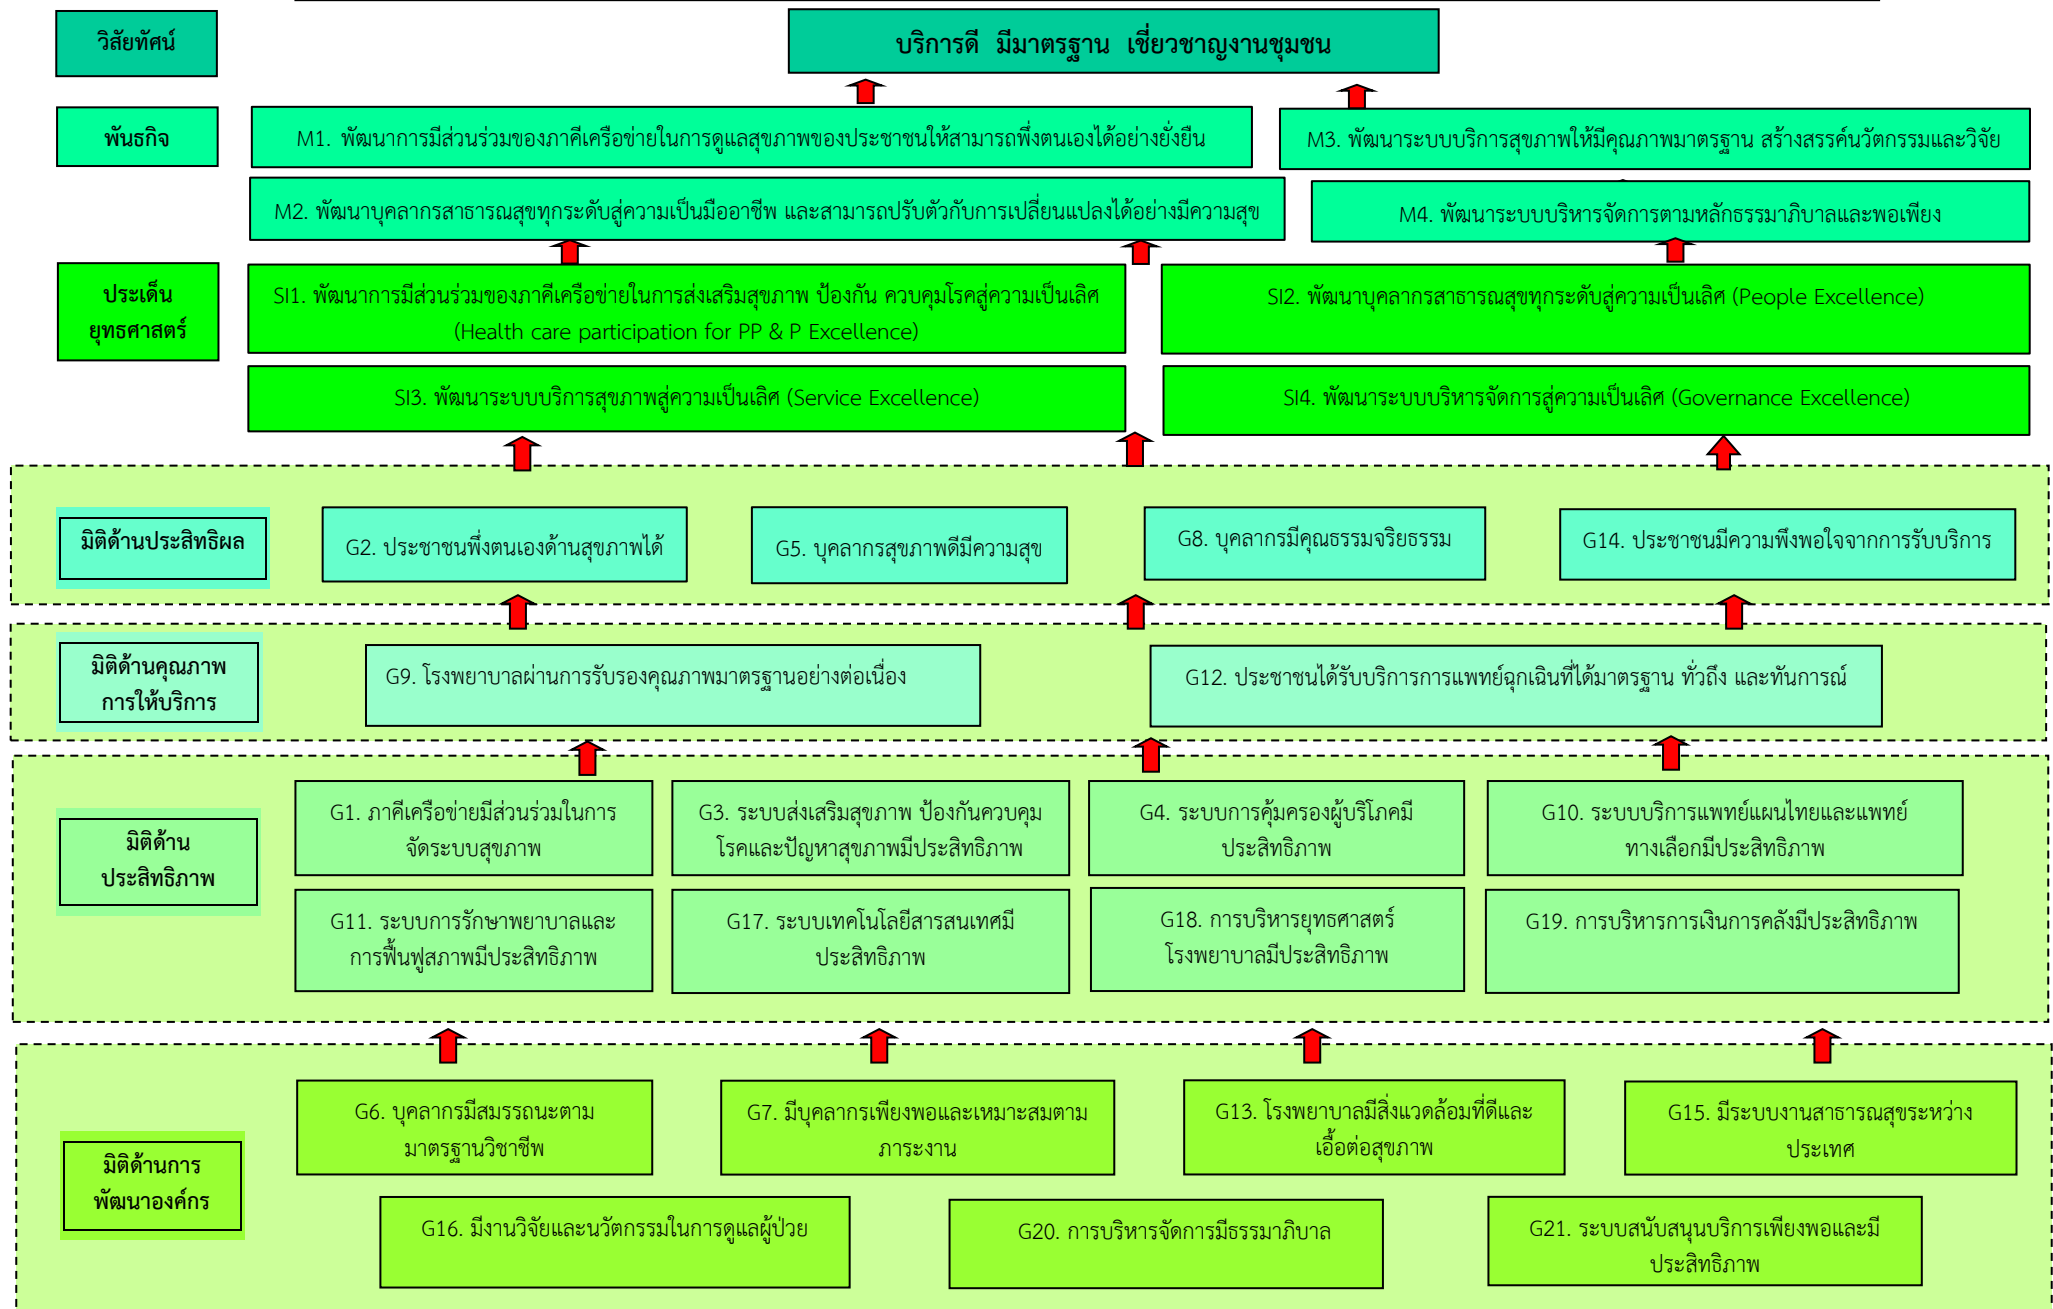 วิสัยทัศน์
บริการดี มีมาตรฐาน เชี่ยวชาญงานชุมชน
พันธกิจ
M1. พัฒนาการมีส่วนร่วมของภาคีเครือข่ายในการดูแลสุขภาพของประชาชนให้สามารถพึ่งตนเองได้อย่างยั่งยืน
M3. พัฒนาระบบบริการสุขภาพให้มีคุณภาพมาตรฐาน สร้างสรรค์นวัตกรรมและวิจัย
M2. พัฒนาบุคลากรสาธารณสุขทุกระดับสู่ความเป็นมืออาชีพ และสามารถปรับตัวกับการเปลี่ยนแปลงได้อย่างมีความสุข
M4. พัฒนาระบบบริหารจัดการตามหลักธรรมาภิบาลและพอเพียง
ประเด็น
ยุทธศาสตร์
SI1. พัฒนาการมีส่วนร่วมของภาคีเครือข่ายในการส่งเสริมสุขภาพ ป้องกัน ควบคุมโรคสู่ความเป็นเลิศ
(Health care participation for PP & P Excellence)
SI2. พัฒนาบุคลากรสาธารณสุขทุกระดับสู่ความเป็นเลิศ (People Excellence)
SI3. พัฒนาระบบบริการสุขภาพสู่ความเป็นเลิศ (Service Excellence)
SI4. พัฒนาระบบบริหารจัดการสู่ความเป็นเลิศ (Governance Excellence)
มิติด้านประสิทธิผล
G2. ประชาชนพึ่งตนเองด้านสุขภาพได้
G5. บุคลากรสุขภาพดีมีความสุข
G8. บุคลากรมีคุณธรรมจริยธรรม
G14. ประชาชนมีความพึงพอใจจากการรับบริการ
มิติด้านคุณภาพ
การให้บริการ
G9. โรงพยาบาลผ่านการรับรองคุณภาพมาตรฐานอย่างต่อเนื่อง
G12. ประชาชนได้รับบริการการแพทย์ฉุกเฉินที่ได้มาตรฐาน ทั่วถึง และทันการณ์
มิติด้าน
ประสิทธิภาพ
G1. ภาคีเครือข่ายมีส่วนร่วมในการ
จัดระบบสุขภาพ
G3. ระบบส่งเสริมสุขภาพ ป้องกันควบคุม
โรคและปัญหาสุขภาพมีประสิทธิภาพ
G4. ระบบการคุ้มครองผู้บริโภคมี
ประสิทธิภาพ
G10. ระบบบริการแพทย์แผนไทยและแพทย์
ทางเลือกมีประสิทธิภาพ
G11. ระบบการรักษาพยาบาลและ
การฟื้นฟูสภาพมีประสิทธิภาพ
G17. ระบบเทคโนโลยีสารสนเทศมี
ประสิทธิภาพ
G18. การบริหารยุทธศาสตร์
โรงพยาบาลมีประสิทธิภาพ
G19. การบริหารการเงินการคลังมีประสิทธิภาพ
มิติด้านการ
พัฒนาองค์กร
G6. บุคลากรมีสมรรถนะตาม
มาตรฐานวิชาชีพ
G7. มีบุคลากรเพียงพอและเหมาะสมตาม
ภาระงาน
G13. โรงพยาบาลมีสิ่งแวดล้อมที่ดีและ
เอื้อต่อสุขภาพ
G15. มีระบบงานสาธารณสุขระหว่าง
ประเทศ
G16. มีงานวิจัยและนวัตกรรมในการดูแลผู้ป่วย
G20. การบริหารจัดการมีธรรมาภิบาล
G21. ระบบสนับสนุนบริการเพียงพอและมี
ประสิทธิภาพ